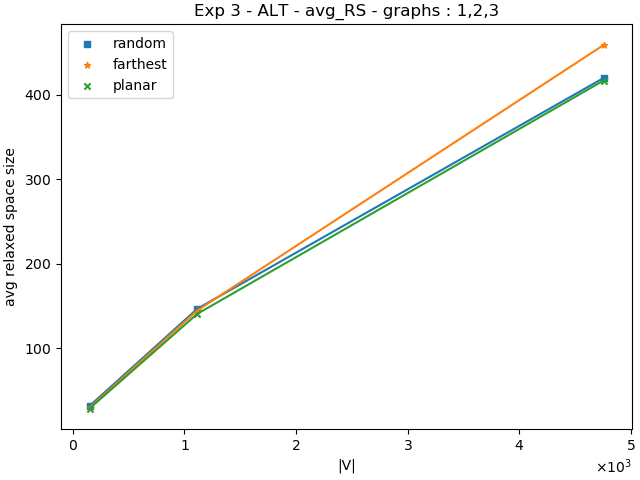 Exp 3 - ALT - avg_RS - graphs : 1,2,3
random
farthest
planar
avg relaxed space size
400
300
200
100
0 1 2 3 4 5
|V|
×10³